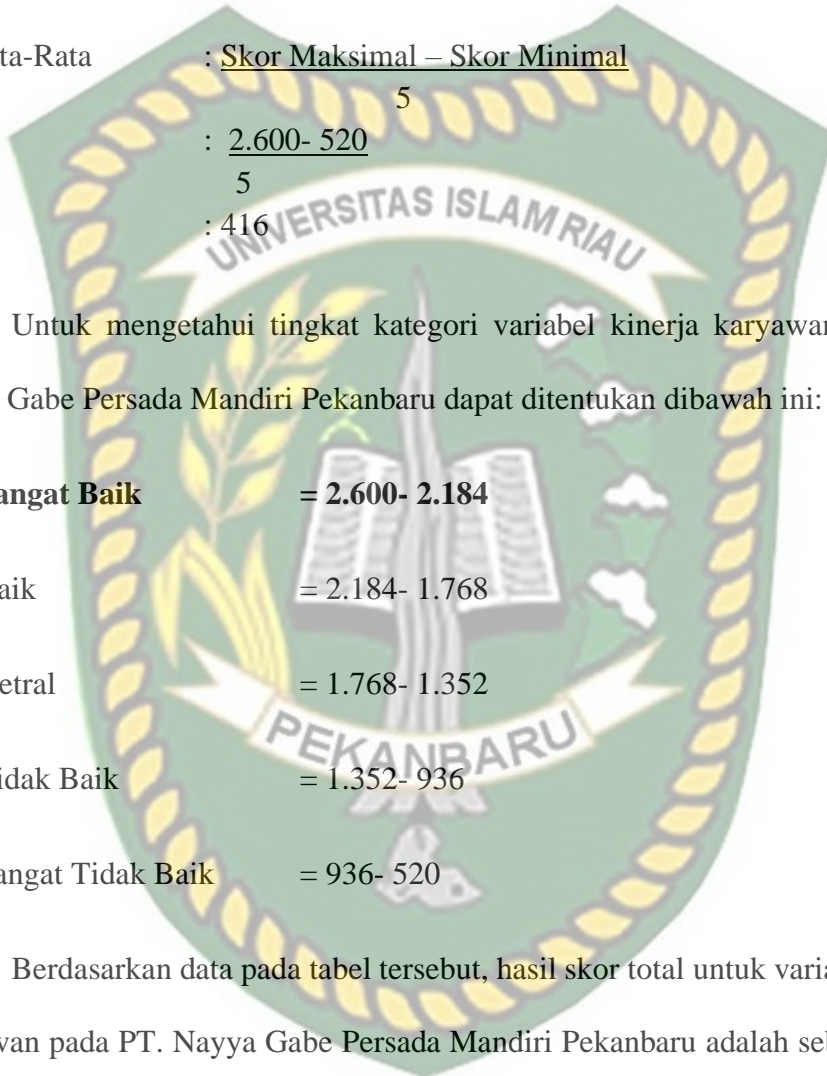 ta-Rata : Skor Maksimal – Skor Minimal
5
: 2.600- 520
5
: 416
UNIVERSITAS ISLAM RIAU
Untuk mengetahui tingkat kategori variabel kinerja karyawan
Gabe Persada Mandiri Pekanbaru dapat ditentukan dibawah ini:
angat Baik = 2.600- 2.184
aik = 2.184- 1.768
etral = 1.768- 1.352
PEKANBARU
idak Baik = 1.352- 936
angat Tidak Baik = 936- 520
Berdasarkan data pada tabel tersebut, hasil skor total untuk varia
wan pada PT. Nayya Gabe Persada Mandiri Pekanbaru adalah seb